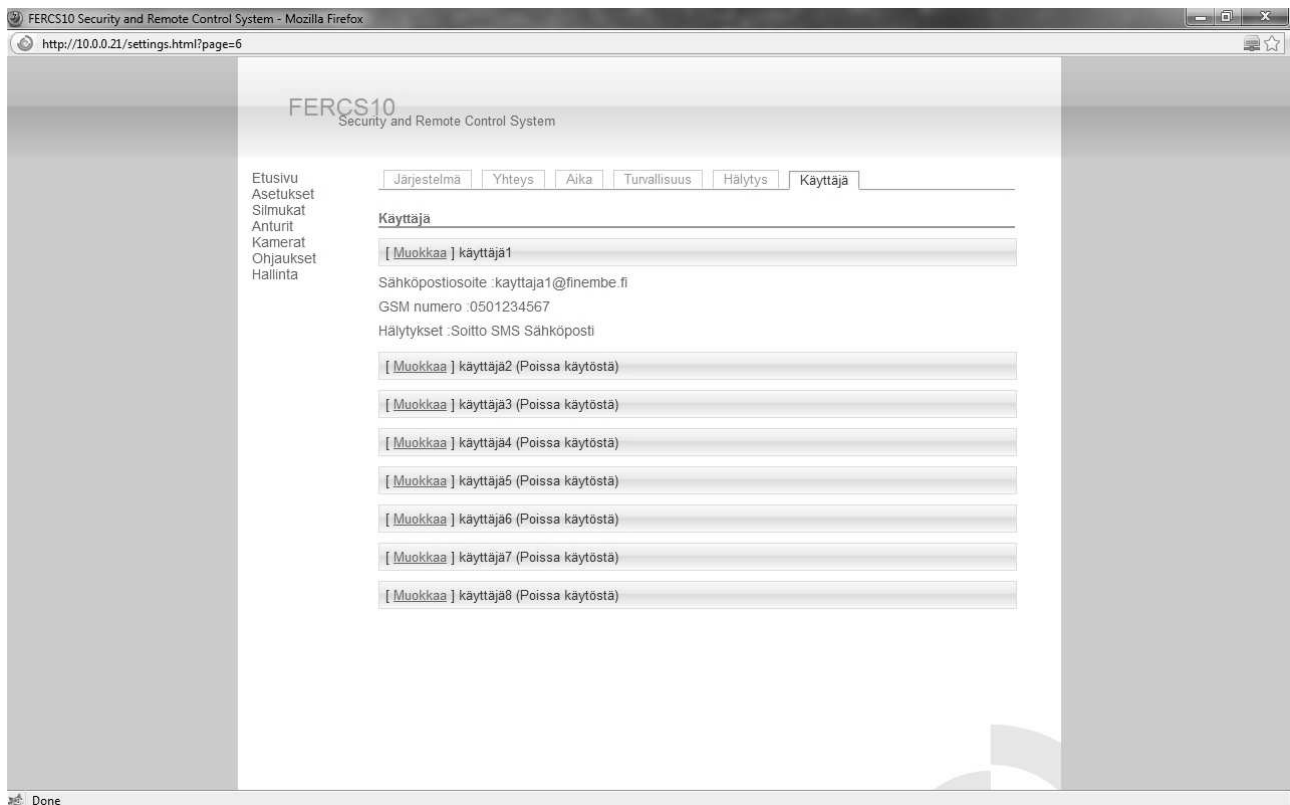 FERCS10 Security and Remote Control System - Mozilla Firefox
http://10.0.0.21/settings.html?page=6
FERCS10
Security and Remote Control System
Etusivu
Asetukset
Silmukat
Anturit
Kamerat
Ohjaukset
Hallinta
Järjestelmä Yhteys Aika Turvallisuus Hälytys Käyttäjä
Käyttäjä
[ Muokkaa ] käyttäjä1
Sähköpostiosoite :kayttaja1@finembe.fi
GSM numero :0501234567
Hälytykset :Soitto SMS Sähköposti
[ Muokkaa ] käyttäjä2 (Poissa käytöstä)
[ Muokkaa ] käyttäjä3 (Poissa käytöstä)
[ Muokkaa ] käyttäjä4 (Poissa käytöstä)
[ Muokkaa ] käyttäjä5 (Poissa käytöstä)
[ Muokkaa ] käyttäjä6 (Poissa käytöstä)
[ Muokkaa ] käyttäjä7 (Poissa käytöstä)
[ Muokkaa ] käyttäjä8 (Poissa käytöstä)
Done